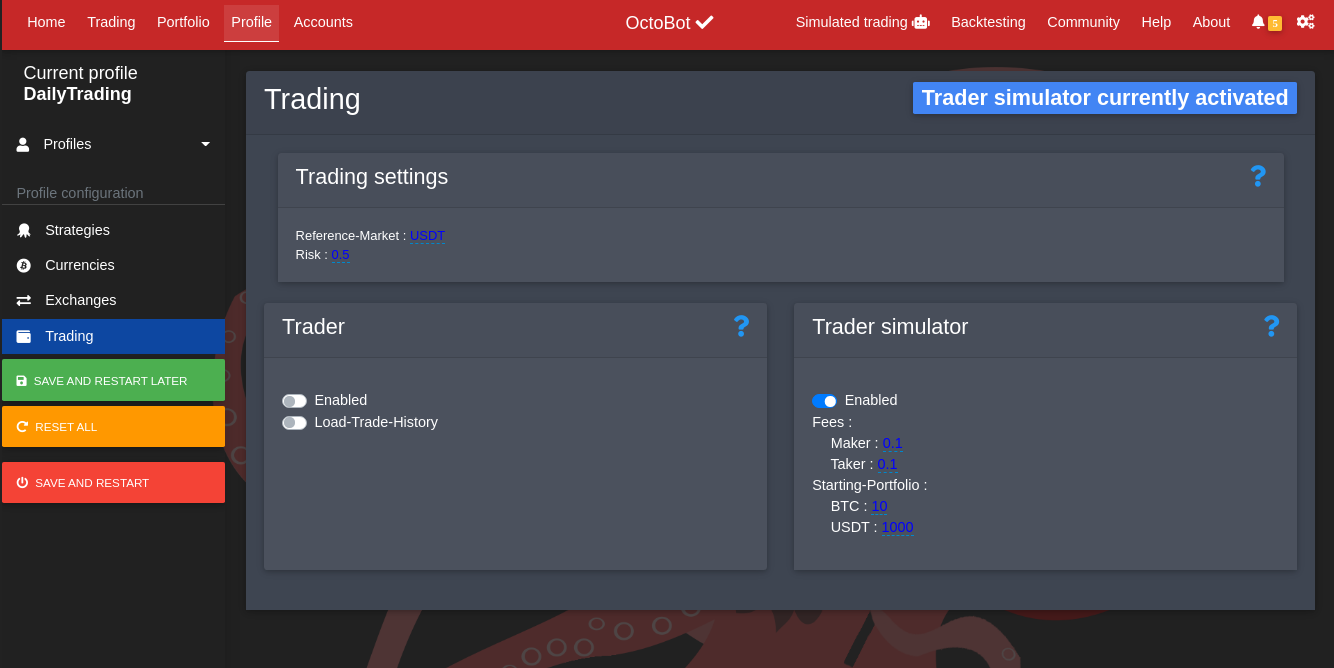 Home Trading Portfolio Profile Accounts OctoBot Simulated trading Backtesting Community Help About 5
Current profile
DailyTrading
Profiles
Profile configuration
Strategies
Currencies
Exchanges
Trading
SAVE AND RESTART LATER
RESET ALL
SAVE AND RESTART
Trading
Trader simulator currently activated
Trading settings ?
Reference-Market : USDT
Risk : 0.5
Trader ?
Enabled
Load-Trade-History
Trader simulator ?
Enabled
Fees :
Maker : 0.1
Taker : 0.1
Starting-Portfolio :
BTC : 10
USDT : 1000